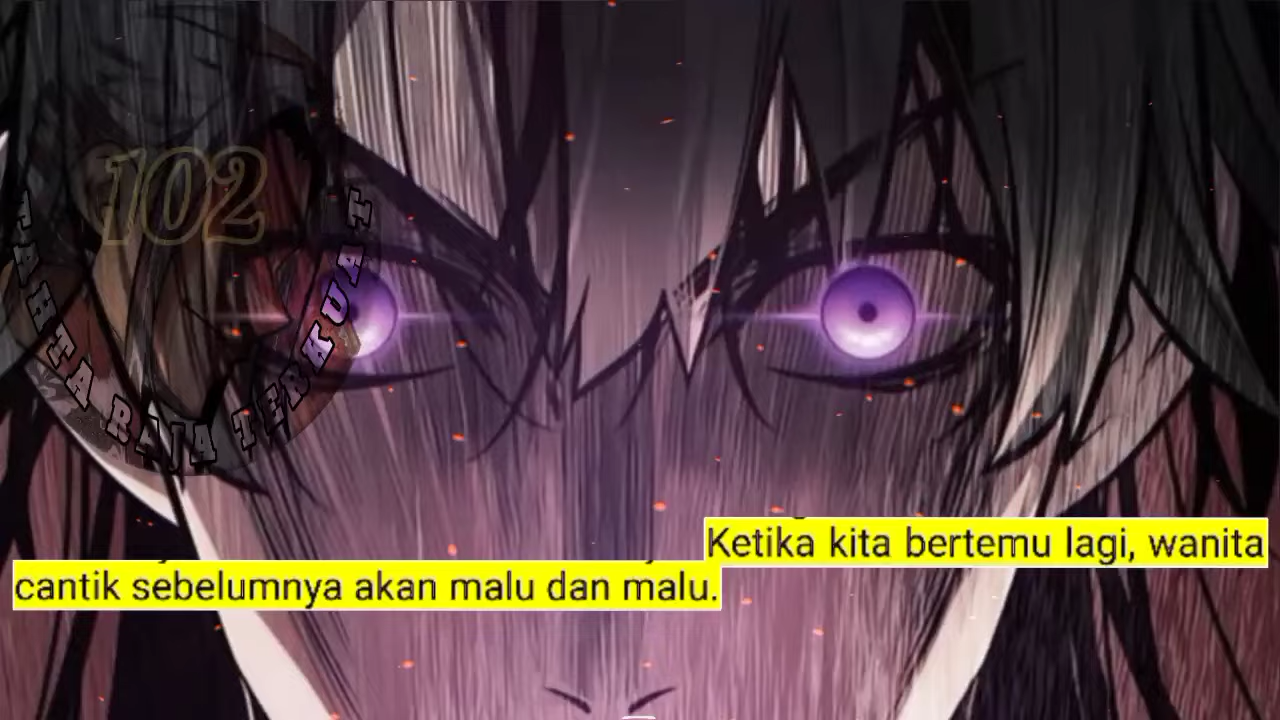 102
TAHTA RAJA TERKUAT
Ketika kita bertemu lagi, wanita
cantik sebelumnya akan malu dan malu.